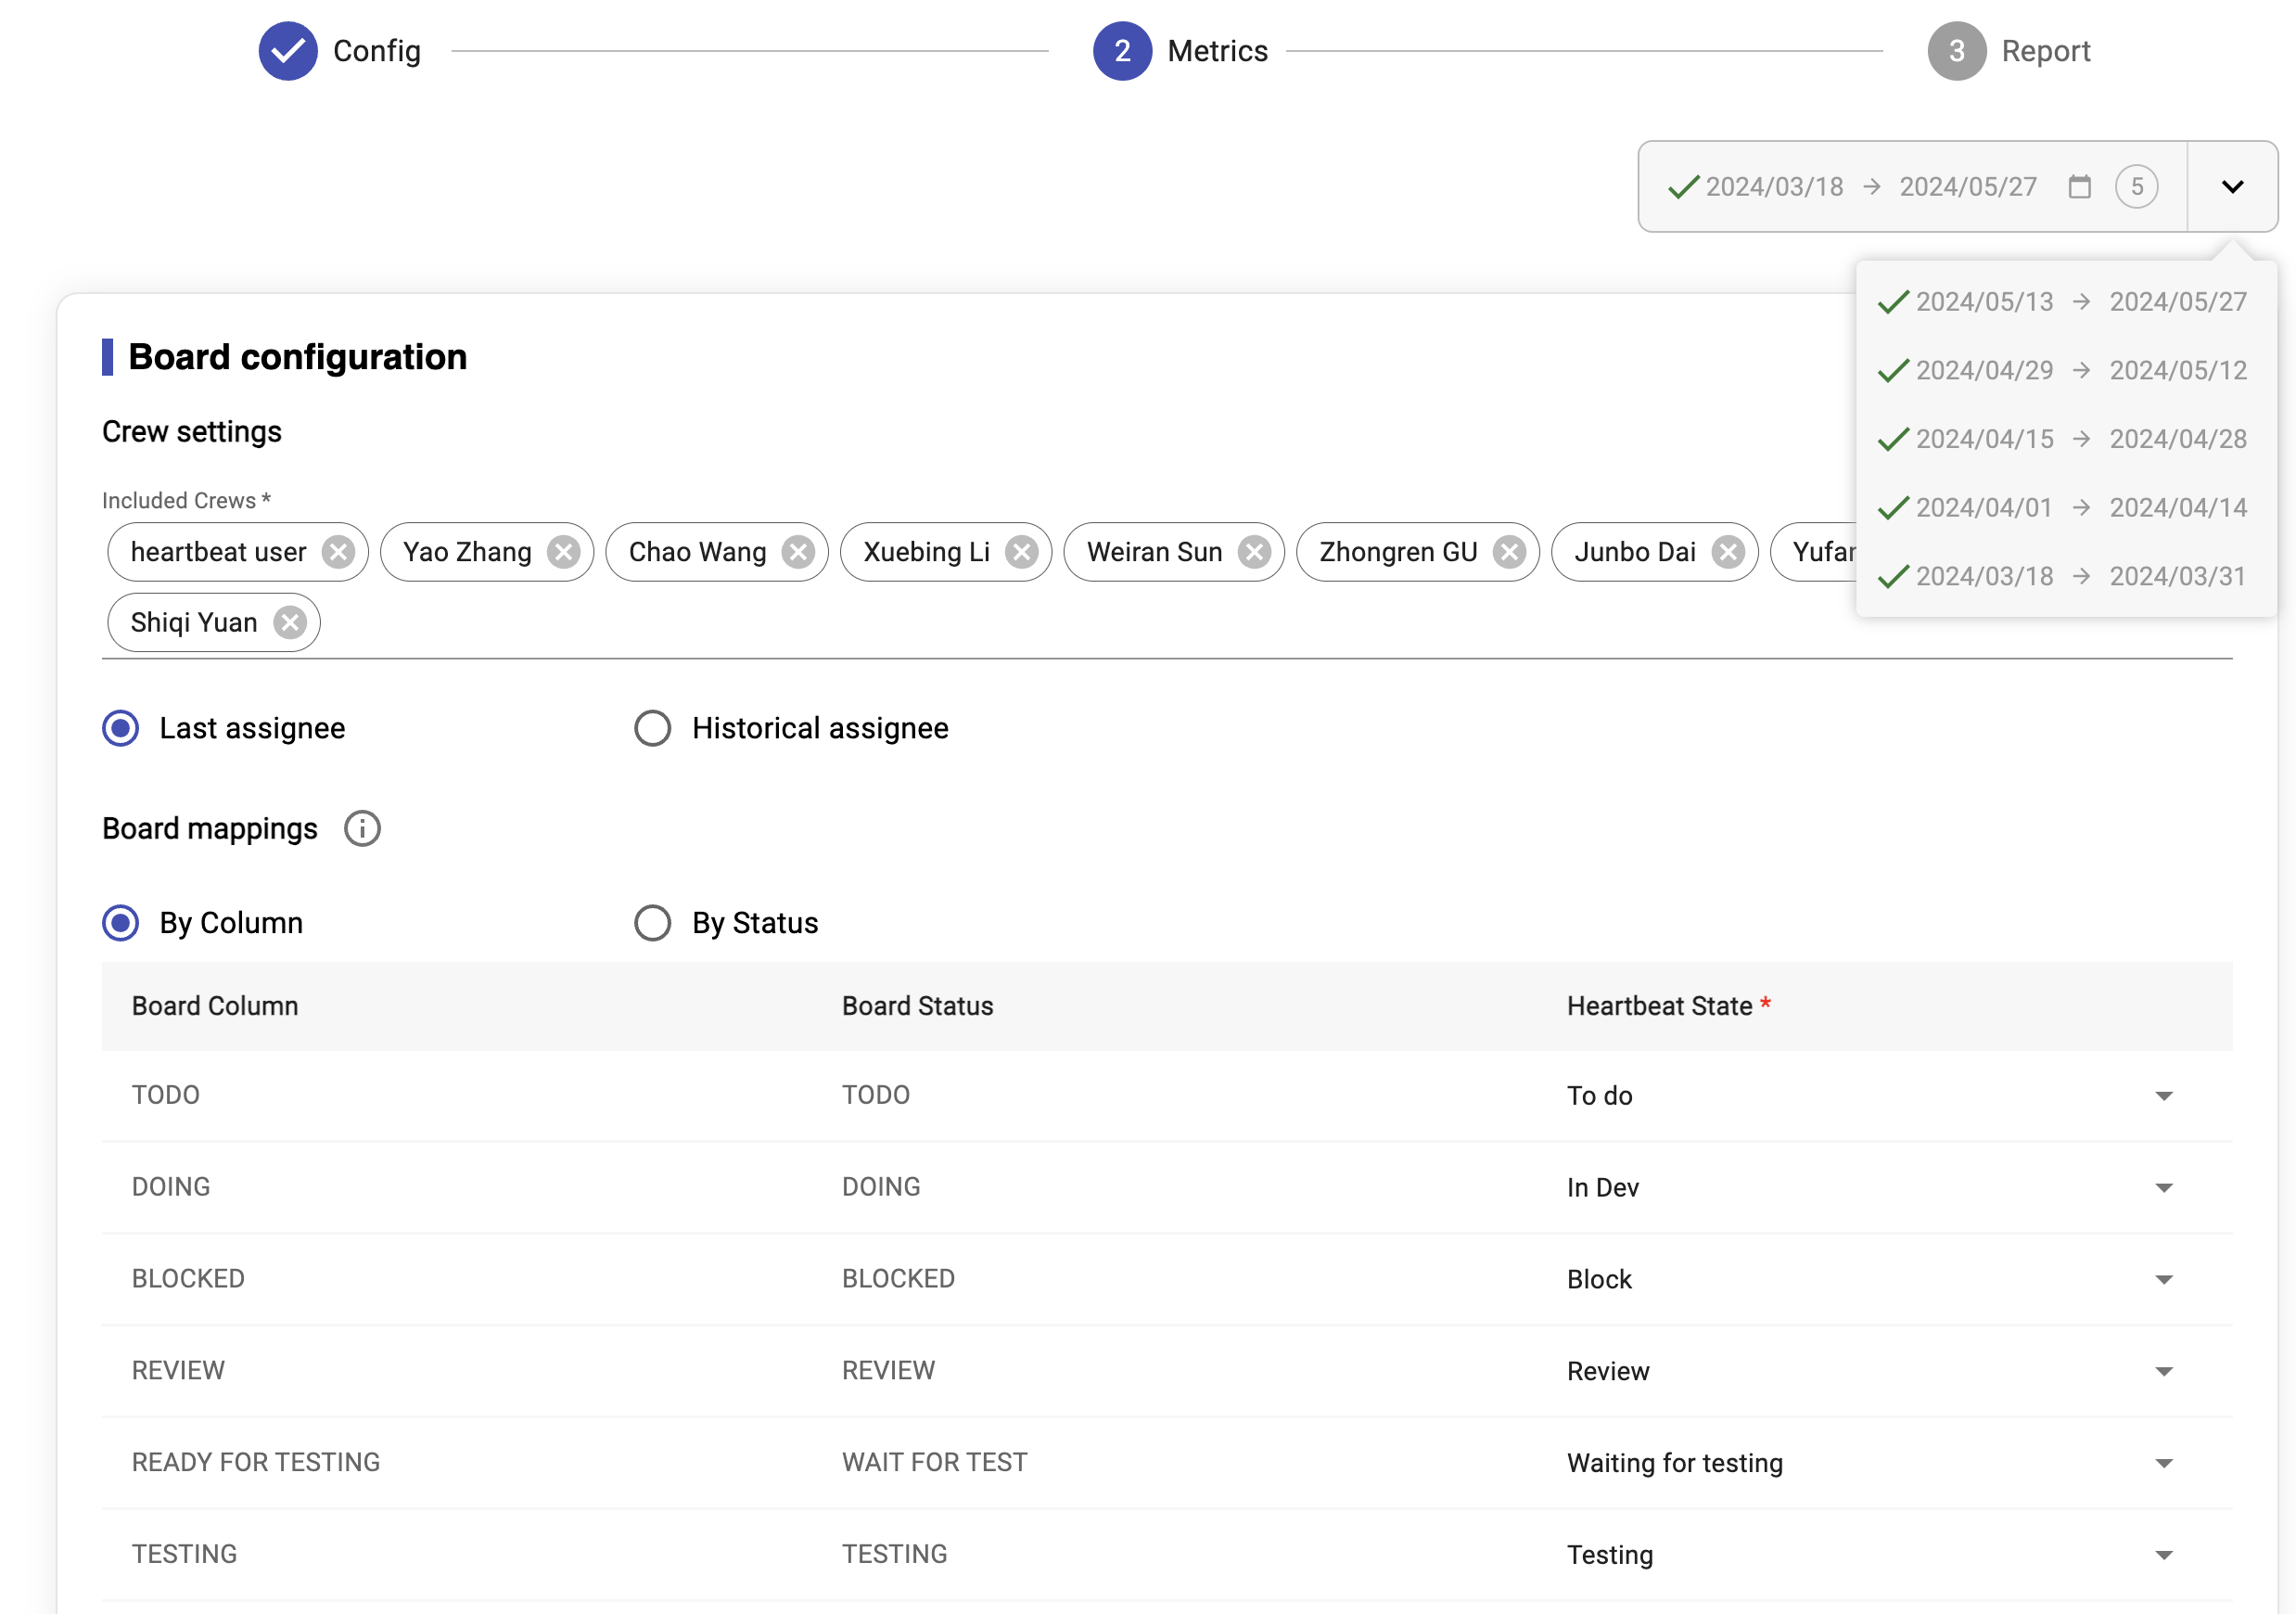 Config
2 Metrics
3 Report
2024/03/18 → 2024/05/27 5
2024/05/13 → 2024/05/27
2024/04/29 → 2024/05/12
2024/04/15 → 2024/04/28
2024/04/01 → 2024/04/14
2024/03/18 → 2024/03/31
Board configuration
Crew settings
Included Crews *
heartbeat user Yao Zhang Chao Wang Xuebing Li Weiran Sun Zhongren GU Junbo Dai
Shiqi Yuan
Last assignee Historical assignee
Board mappings
By Column By Status
Board Column Board Status Heartbeat State *
TODO TODO To do
DOING DOING In Dev
BLOCKED BLOCKED Block
REVIEW REVIEW Review
READY FOR TESTING WAIT FOR TEST Waiting for testing
TESTING TESTING Testing